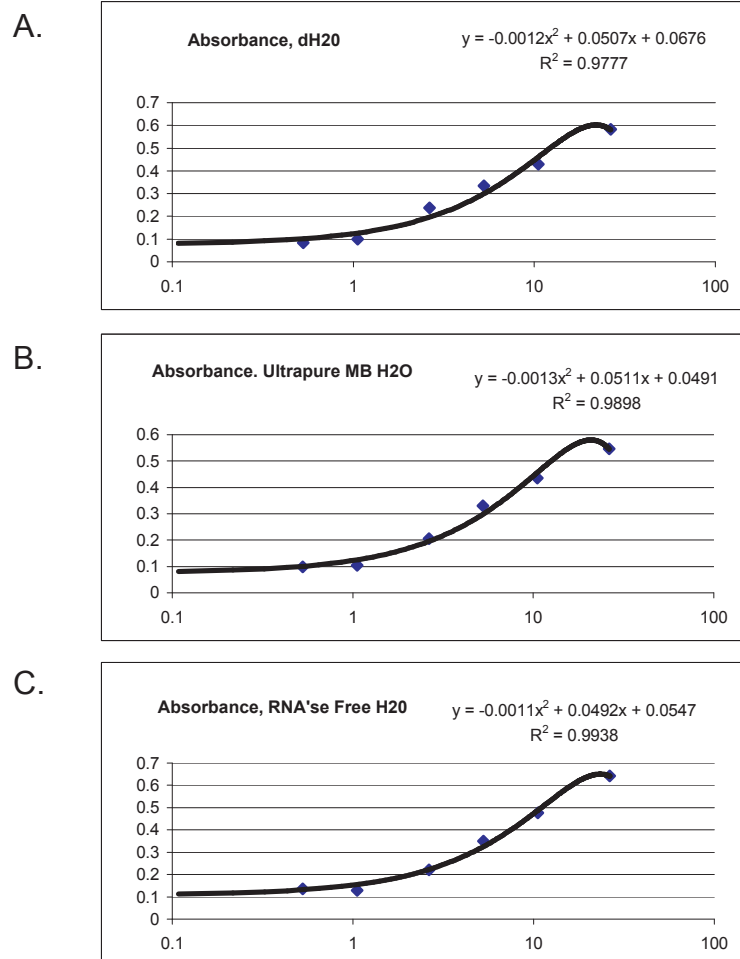 A.
Absorbance, dH20
y = -0.0012x² + 0.0507x + 0.0676
R² = 0.9777
0.7
0.6
0.5
0.4
0.3
0.2
0.1
0
0.1 1 10 100
B.
Absorbance. Ultrapure MB H2O
y = -0.0013x² + 0.0511x + 0.0491
R² = 0.9898
0.6
0.5
0.4
0.3
0.2
0.1
0
0.1 1 10 100
C.
Absorbance, RNA'se Free H20
y = -0.0011x² + 0.0492x + 0.0547
R² = 0.9938
0.7
0.6
0.5
0.4
0.3
0.2
0.1
0
0.1 1 10 100